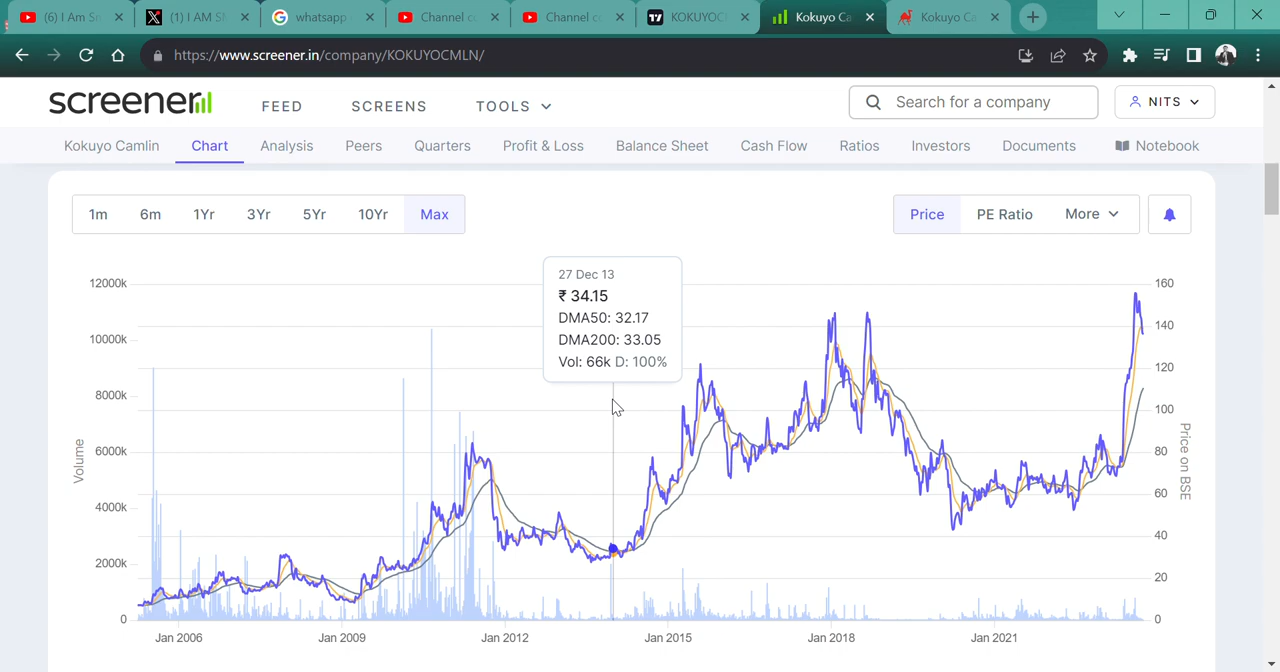 (6) I Am Sn
(1) I AM SN
whatsapp
Channel co
Channel co
KOKUYOC
Kokuyo Ca
Kokuyo Ca
https://www.screener.in/company/KOKUYOCMLN/
screener
FEED
SCREENS
TOOLS
Search for a company
NITS
Kokuyo Camlin
Chart
Analysis
Peers
Quarters
Profit & Loss
Balance Sheet
Cash Flow
Ratios
Investors
Documents
Notebook
1m 6m 1Yr 3Yr 5Yr 10Yr Max
Price PE Ratio More
27 Dec 13
₹ 34.15
DMA50: 32.17
DMA200: 33.05
Vol: 66k D: 100%
12000k
10000k
8000k
6000k
4000k
2000k
0
Volume
160
140
120
100
80
60
40
20
0
Price on BSE
Jan 2006 Jan 2009 Jan 2012 Jan 2015 Jan 2018 Jan 2021